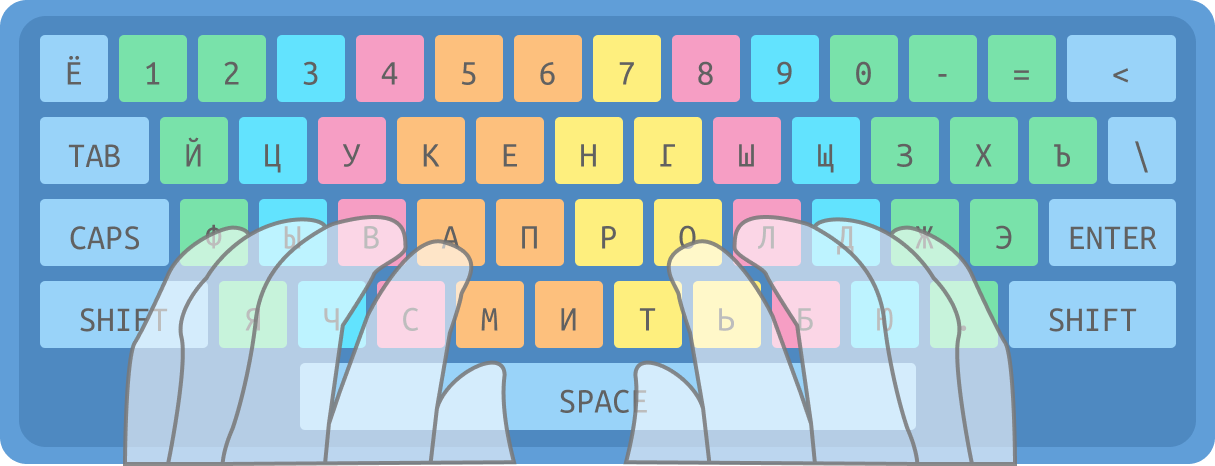 Ё 1 2 3 4 5 6 7 8 9 0 - = <
TAB Й Ц У К Е Н Г Ш Щ З Х Ъ \
CAPS Ф Ы В А П Р О Л Д Ж Э ENTER
SHIFT Я Ч С М И Т Ь Б Ю . SHIFT
SPACE